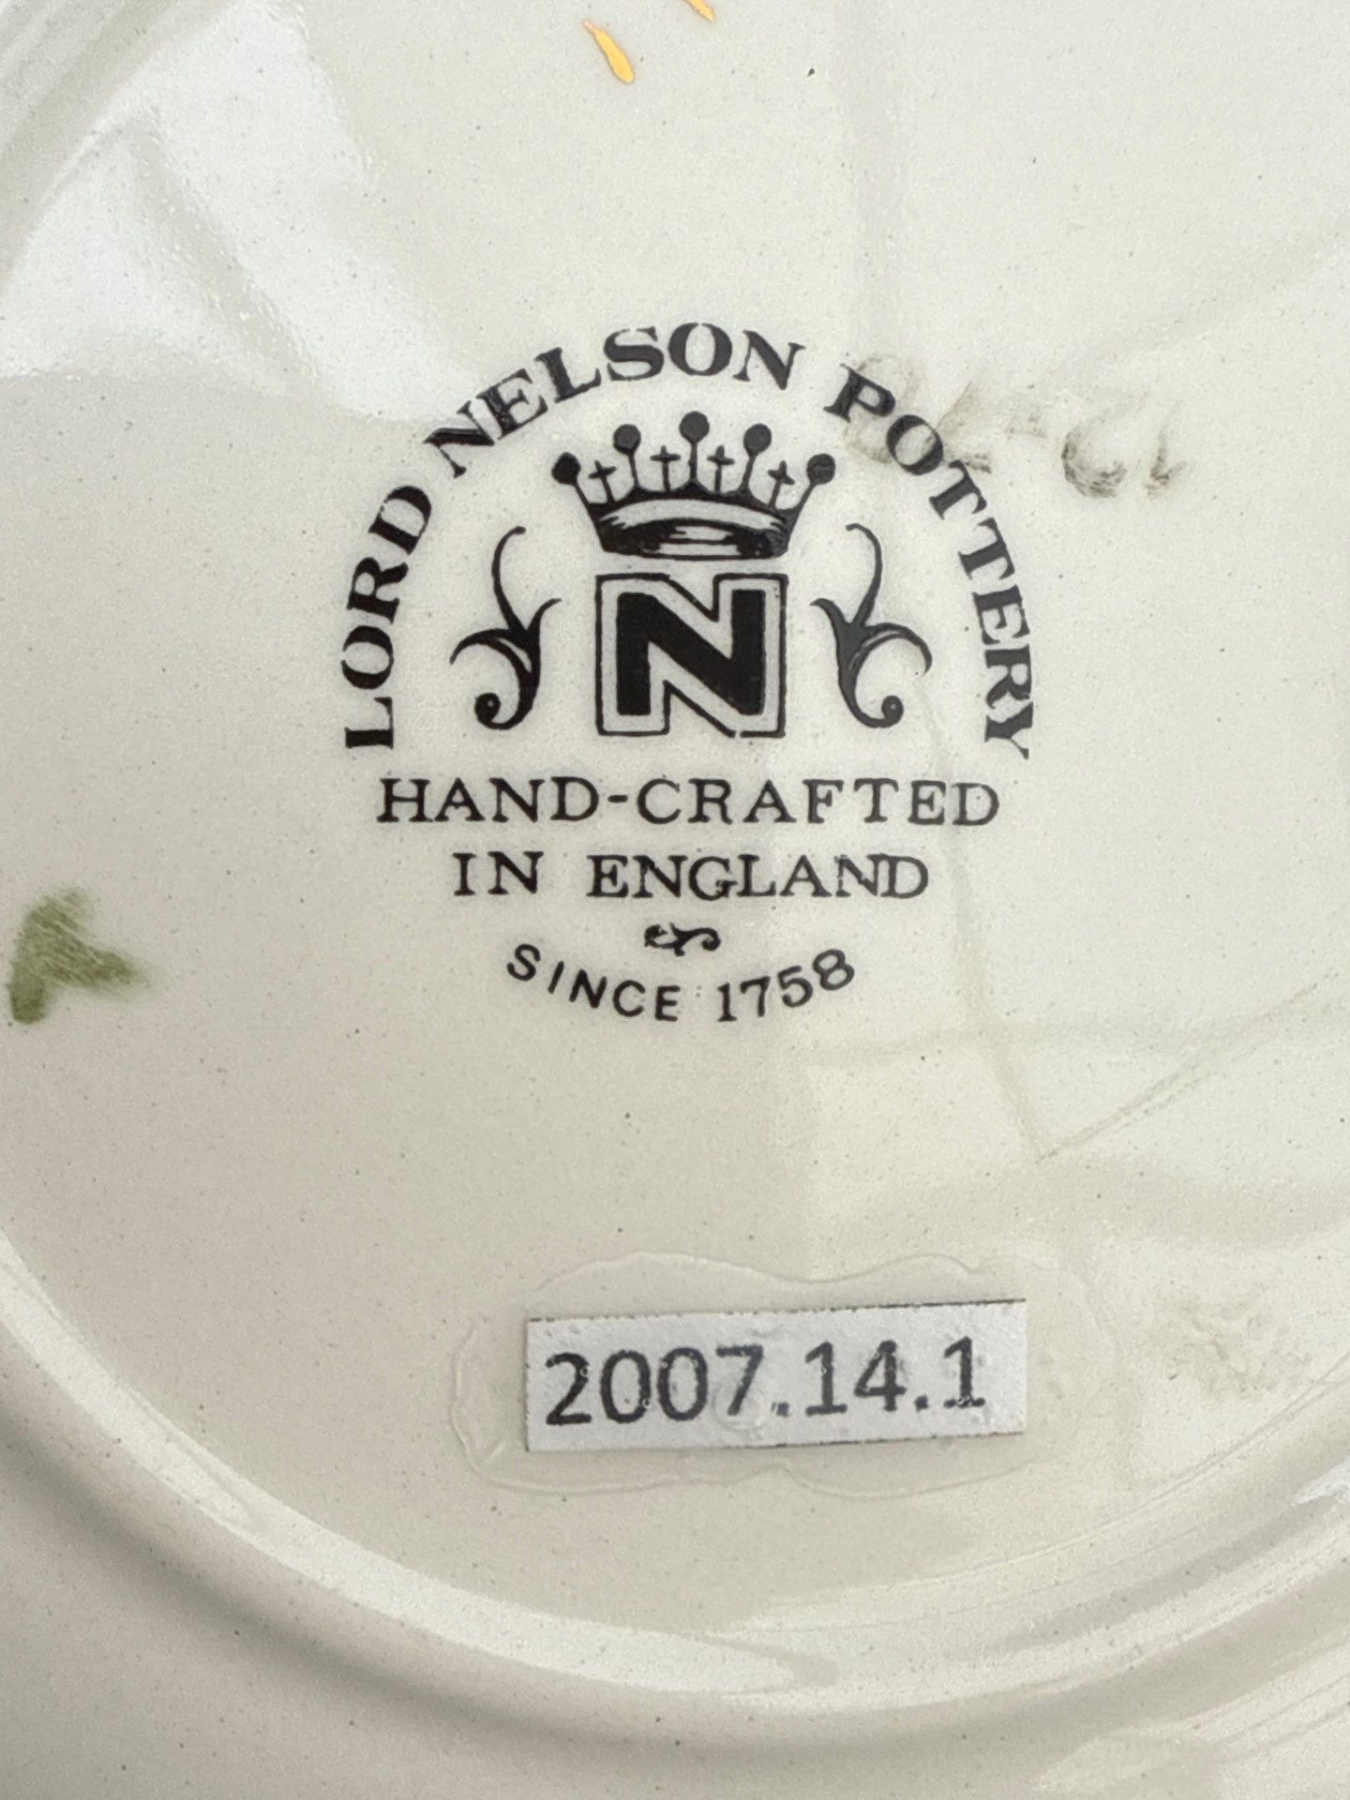 LORD NELSON POTTERY
N
HAND-CRAFTED
IN ENGLAND
SINCE 1758
2007.14.1